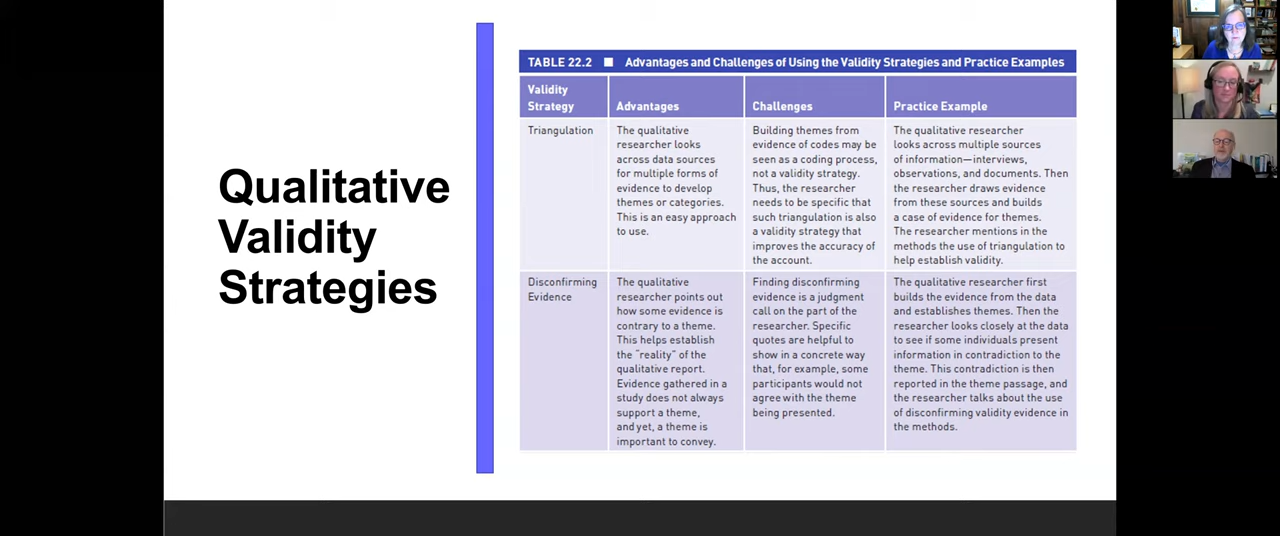 Qualitative
Validity
Strategies
TABLE 22.2 ■ Advantages and Challenges of Using the Validity Strategies and Practice Examples
Validity
Strategy
Advantages
Challenges
Practice Example
Triangulation
The qualitative
researcher looks
across data sources
for multiple forms of
evidence to develop
themes or categories.
This is an easy approach
to use.
Building themes from
evidence of codes may be
seen as a coding process,
not a validity strategy.
Thus, the researcher
needs to be specific that
such triangulation is also
a validity strategy that
improves the accuracy of
the account.
The qualitative researcher
looks across multiple sources
of information—interviews,
observations, and documents. Then
the researcher draws evidence
from these sources and builds
a case of evidence for themes.
The researcher mentions in the
methods the use of triangulation to
help establish validity.
Disconfirming
Evidence
The qualitative
researcher points out
how some evidence is
contrary to a theme.
This helps establish
the "reality" of the
qualitative report.
Evidence gathered in a
study does not always
support a theme,
and yet, a theme is
important to convey.
Finding disconfirming
evidence is a judgment
call on the part of the
researcher. Specific
quotes are helpful to
show in a concrete way
that, for example, some
participants would not
agree with the theme
being presented.
The qualitative researcher first
builds the evidence from the data
and establishes themes. Then the
researcher looks closely at the data
to see if some individuals present
information in contradiction to the
theme. This contradiction is then
reported in the theme passage, and
the researcher talks about the use
of disconfirming validity evidence in
the methods.